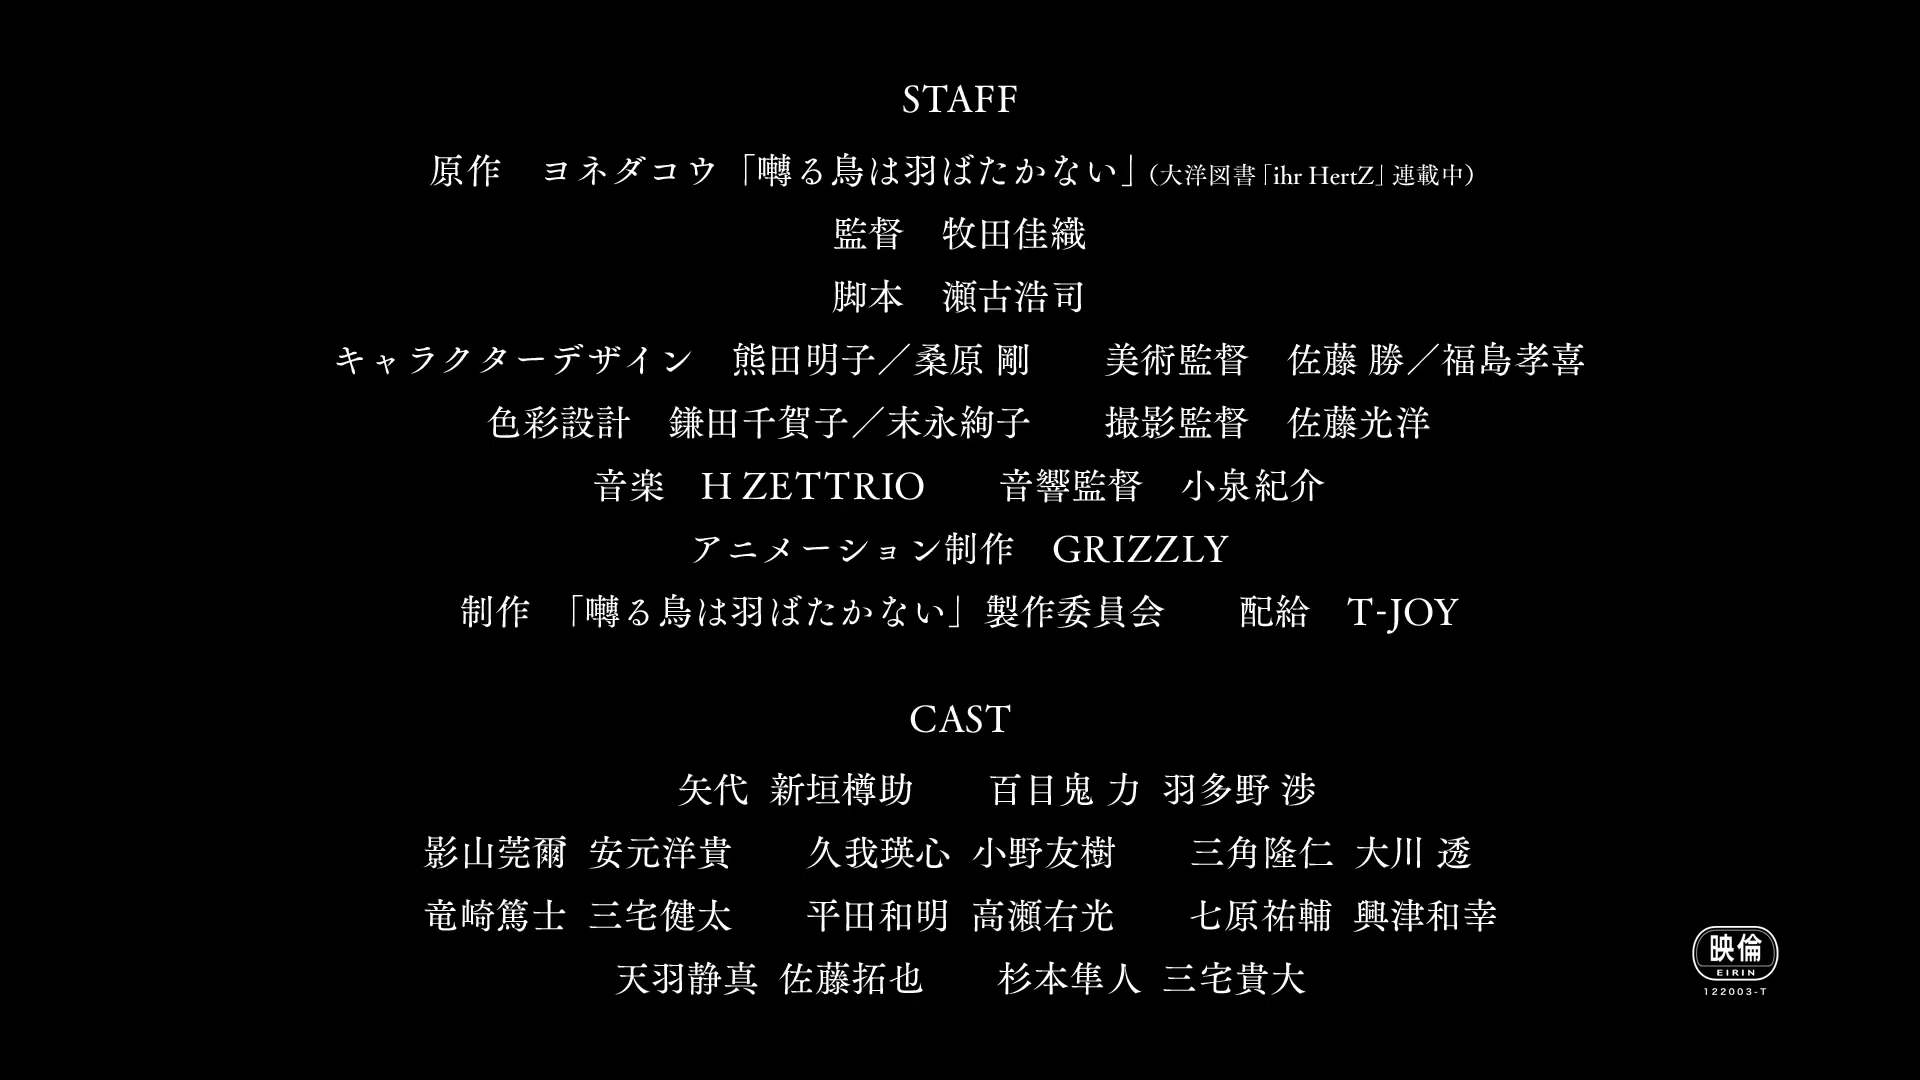 STAFF
原作　ヨネダコウ「囀る鳥は羽ばたかない」（大洋図書「ihr HertZ」連載中）
監督　牧田佳織
脚本　瀬古浩司
キャラクターデザイン　熊田明子／桑原 剛　　美術監督　佐藤 勝／福島孝喜
色彩設計　鎌田千賀子／末永絢子　　撮影監督　佐藤光洋
音楽　H ZETTRIO　　音響監督　小泉紀介
アニメーション制作　GRIZZLY
制作　「囀る鳥は羽ばたかない」製作委員会　　配給　T-JOY
CAST
矢代 新垣樽助　　百目鬼 力 羽多野 渉
影山莞爾 安元洋貴　　久我瑛心 小野友樹　　三角隆仁 大川 透
竜崎篤士 三宅健太　　平田和明 高瀬右光　　七原祐輔 興津和幸
天羽静真 佐藤拓也　　杉本隼人 三宅貴大
映倫
EIRIN
122003-T